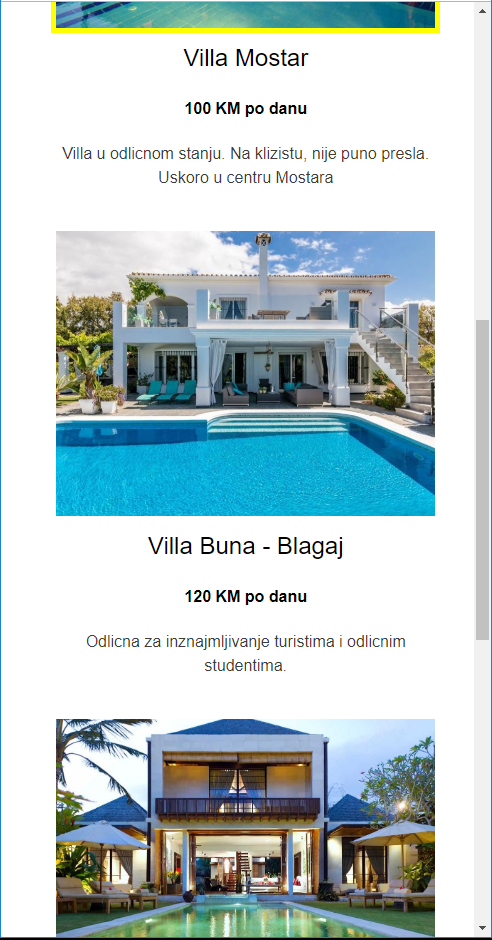 Villa Mostar
100 KM po danu
Villa u odlicnom stanju. Na klizistu, nije puno presla.
Uskoro u centru Mostara
Villa Buna - Blagaj
120 KM po danu
Odlicna za inznajmljivanje turistima i odlicnim
studentima.